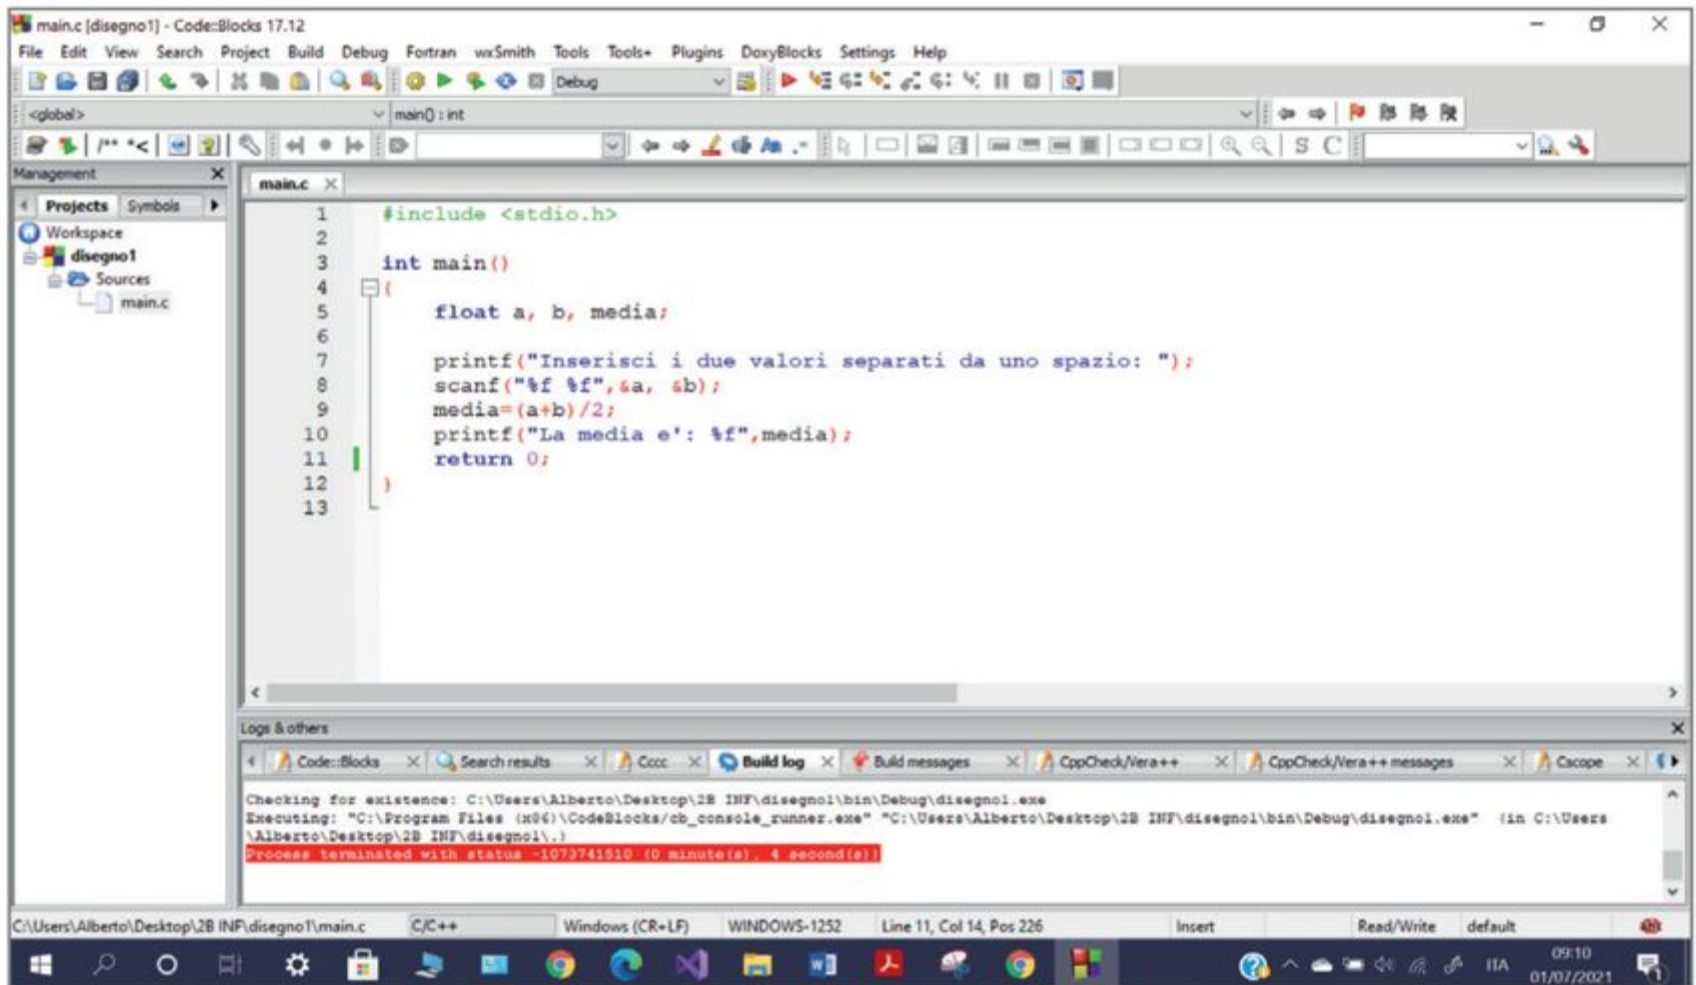 main.c [disegno1] - Code::Blocks 17.12
File Edit View Search Project Build Debug Fortran wxSmith Tools Tools+ Plugins DoxyBlocks Settings Help
Debug
<global> main() : int
/** *<
S C
Management
main.c
Projects Symbols
Workspace
disegno1
Sources
main.c
1 #include <stdio.h>
2
3 int main()
4 {
5 float a, b, media;
6
7 printf("Inserisci i due valori separati da uno spazio: ");
8 scanf("%f %f",&a, &b);
9 media=(a+b)/2;
10 printf("La media e': %f",media);
11 return 0;
12 }
13
Logs & others
Code::Blocks Search results Cccc Build log Build messages CppCheck/Vera++ CppCheck/Vera++ messages Cscope
Checking for existence: C:\Users\Alberto\Desktop\2B INF\disegno1\bin\Debug\disegno1.exe
Executing: "C:\Program Files (x86)\CodeBlocks/cb_console_runner.exe" "C:\Users\Alberto\Desktop\2B INF\disegno1\bin\Debug\disegno1.exe" (in C:\Users
\Alberto\Desktop\2B INF\disegno1\.)
Process terminated with status -1073741510 (0 minute(s), 4 second(s))
C:\Users\Alberto\Desktop\2B INF\disegno1\main.c C/C++ Windows (CR+LF) WINDOWS-1252 Line 11, Col 14, Pos 226 Insert Read/Write default
ITA 09:10
01/07/2021